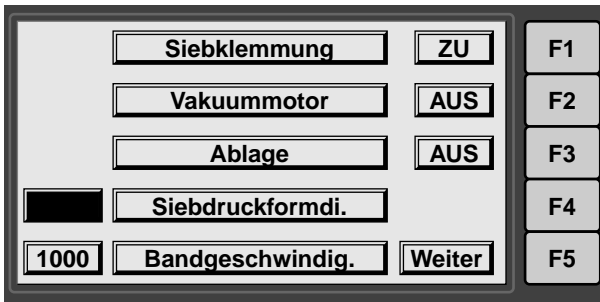 Siebklemmung ZU F1
Vakuummotor AUS F2
Ablage AUS F3
Siebdruckformdi. F4
1000 Bandgeschwindig. Weiter F5